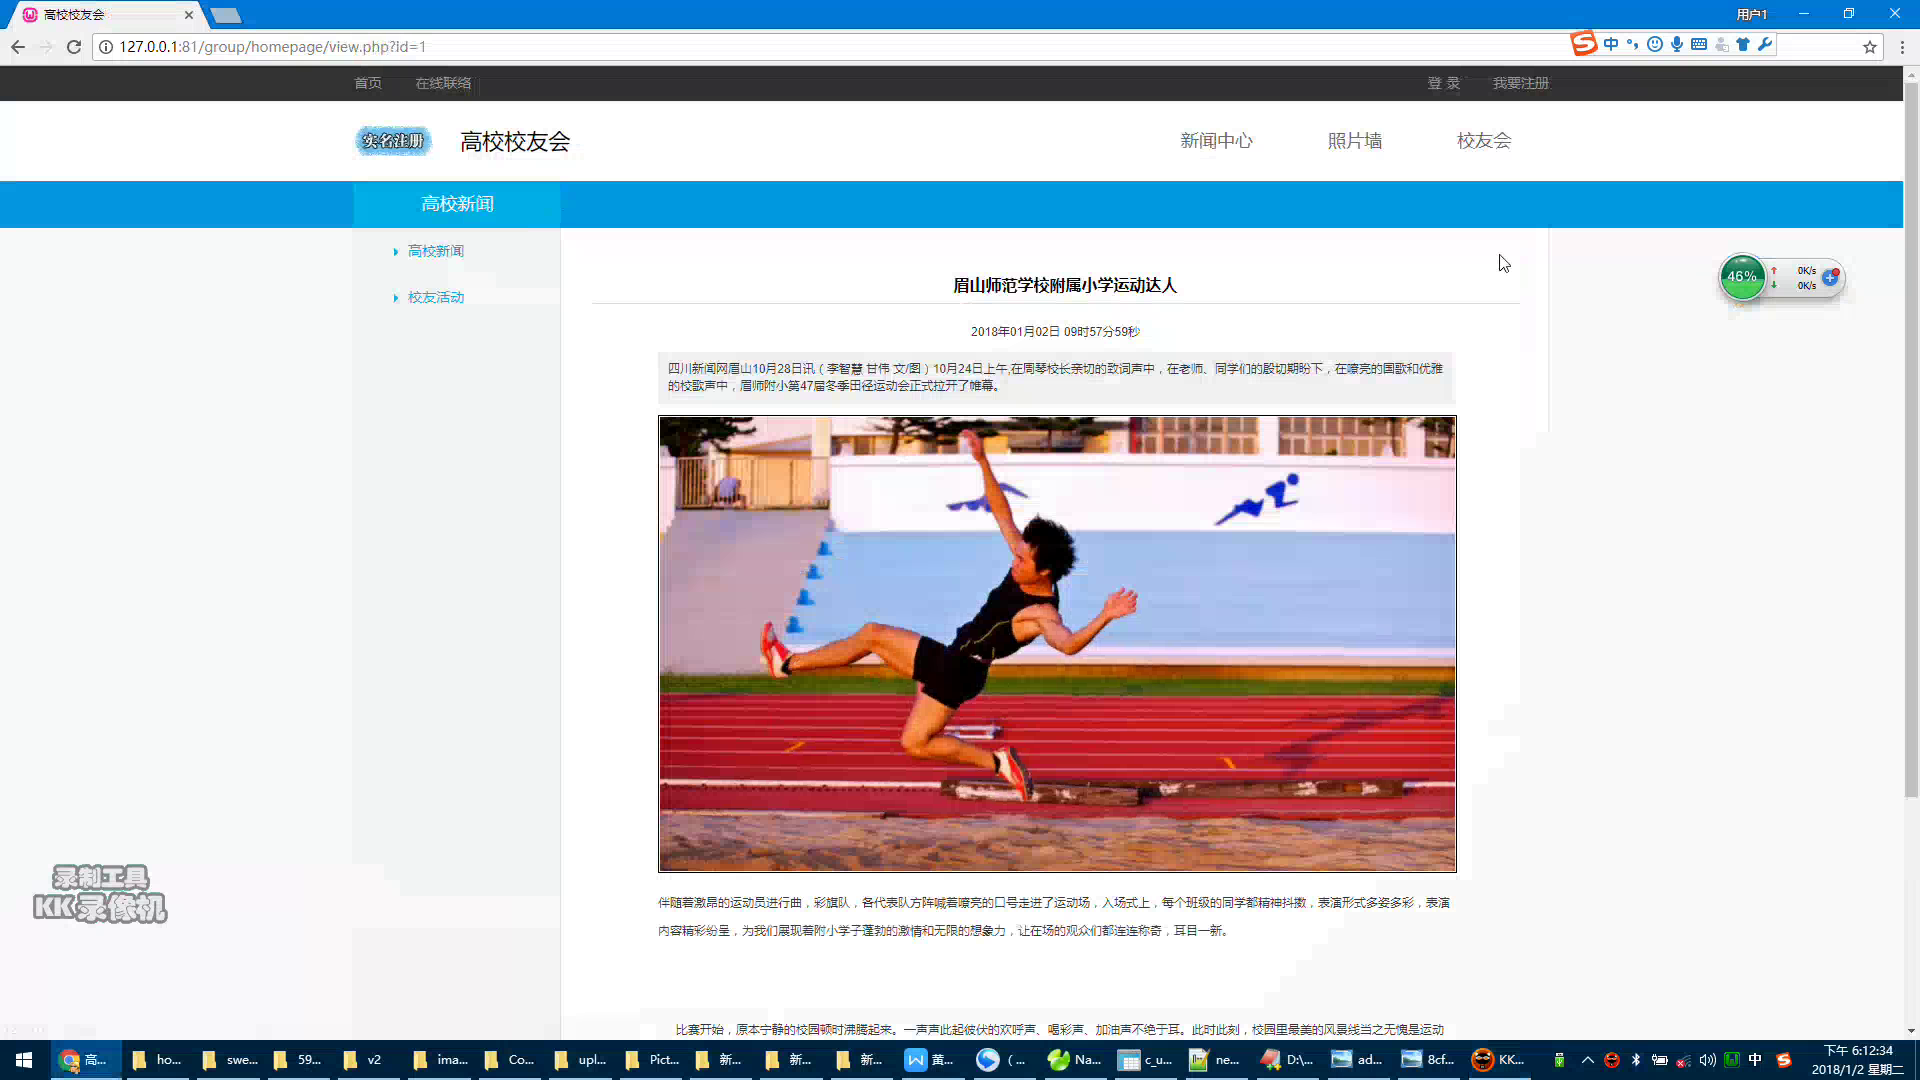 高校校友会
用户1
127.0.0.1:81/group/homepage/view.php?id=1
中
首页 在线联络 登 录 我要注册
实名注册 高校校友会 新闻中心 照片墙 校友会
高校新闻
高校新闻
校友活动
眉山师范学校附属小学运动达人
2018年01月02日 09时57分59秒
四川新闻网眉山10月28日讯（李智慧 甘伟 文/图）10月24日上午,在周琴校长亲切的致词声中，在老师、同学们的殷切期盼下，在嘹亮的国歌和优雅
的校歌声中，眉师附小第47届冬季田径运动会正式拉开了帷幕。
46%
0K/s
0K/s
伴随着激昂的运动员进行曲，彩旗队，各代表队方阵喊着嘹亮的口号走进了运动场，入场式上，每个班级的同学都精神抖擞，表演形式多姿多彩，表演
内容精彩纷呈，为我们展现着附小学子蓬勃的激情和无限的想象力，让在场的观众们都连连称奇，耳目一新。
录制工具
KK录像机
比赛开始，原本宁静的校园顿时沸腾起来。一声声此起彼伏的欢呼声、喝彩声、加油声不绝于耳。此时此刻，校园里最美的风景线当之无愧是运动
高... ho... swe... 59... v2 ima... Co... upl... Pict... 新... 新... 新... 黄... (... Na... c_u... ne... D:\... ad... 8cf... KK... 中
下午 6:12:34
2018/1/2 星期二